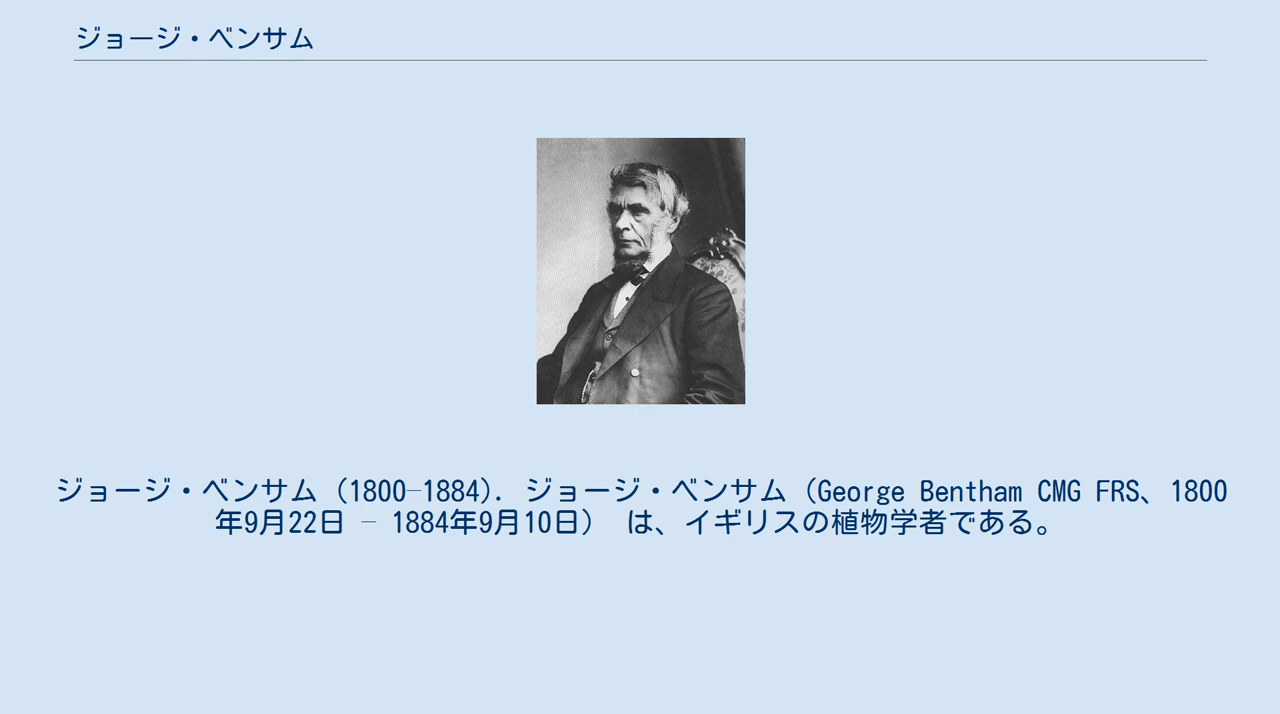 ジョージ・ベンサム
ジョージ・ベンサム (1800–1884). ジョージ・ベンサム（George Bentham CMG FRS、1800
年9月22日 – 1884年9月10日） は、イギリスの植物学者である。